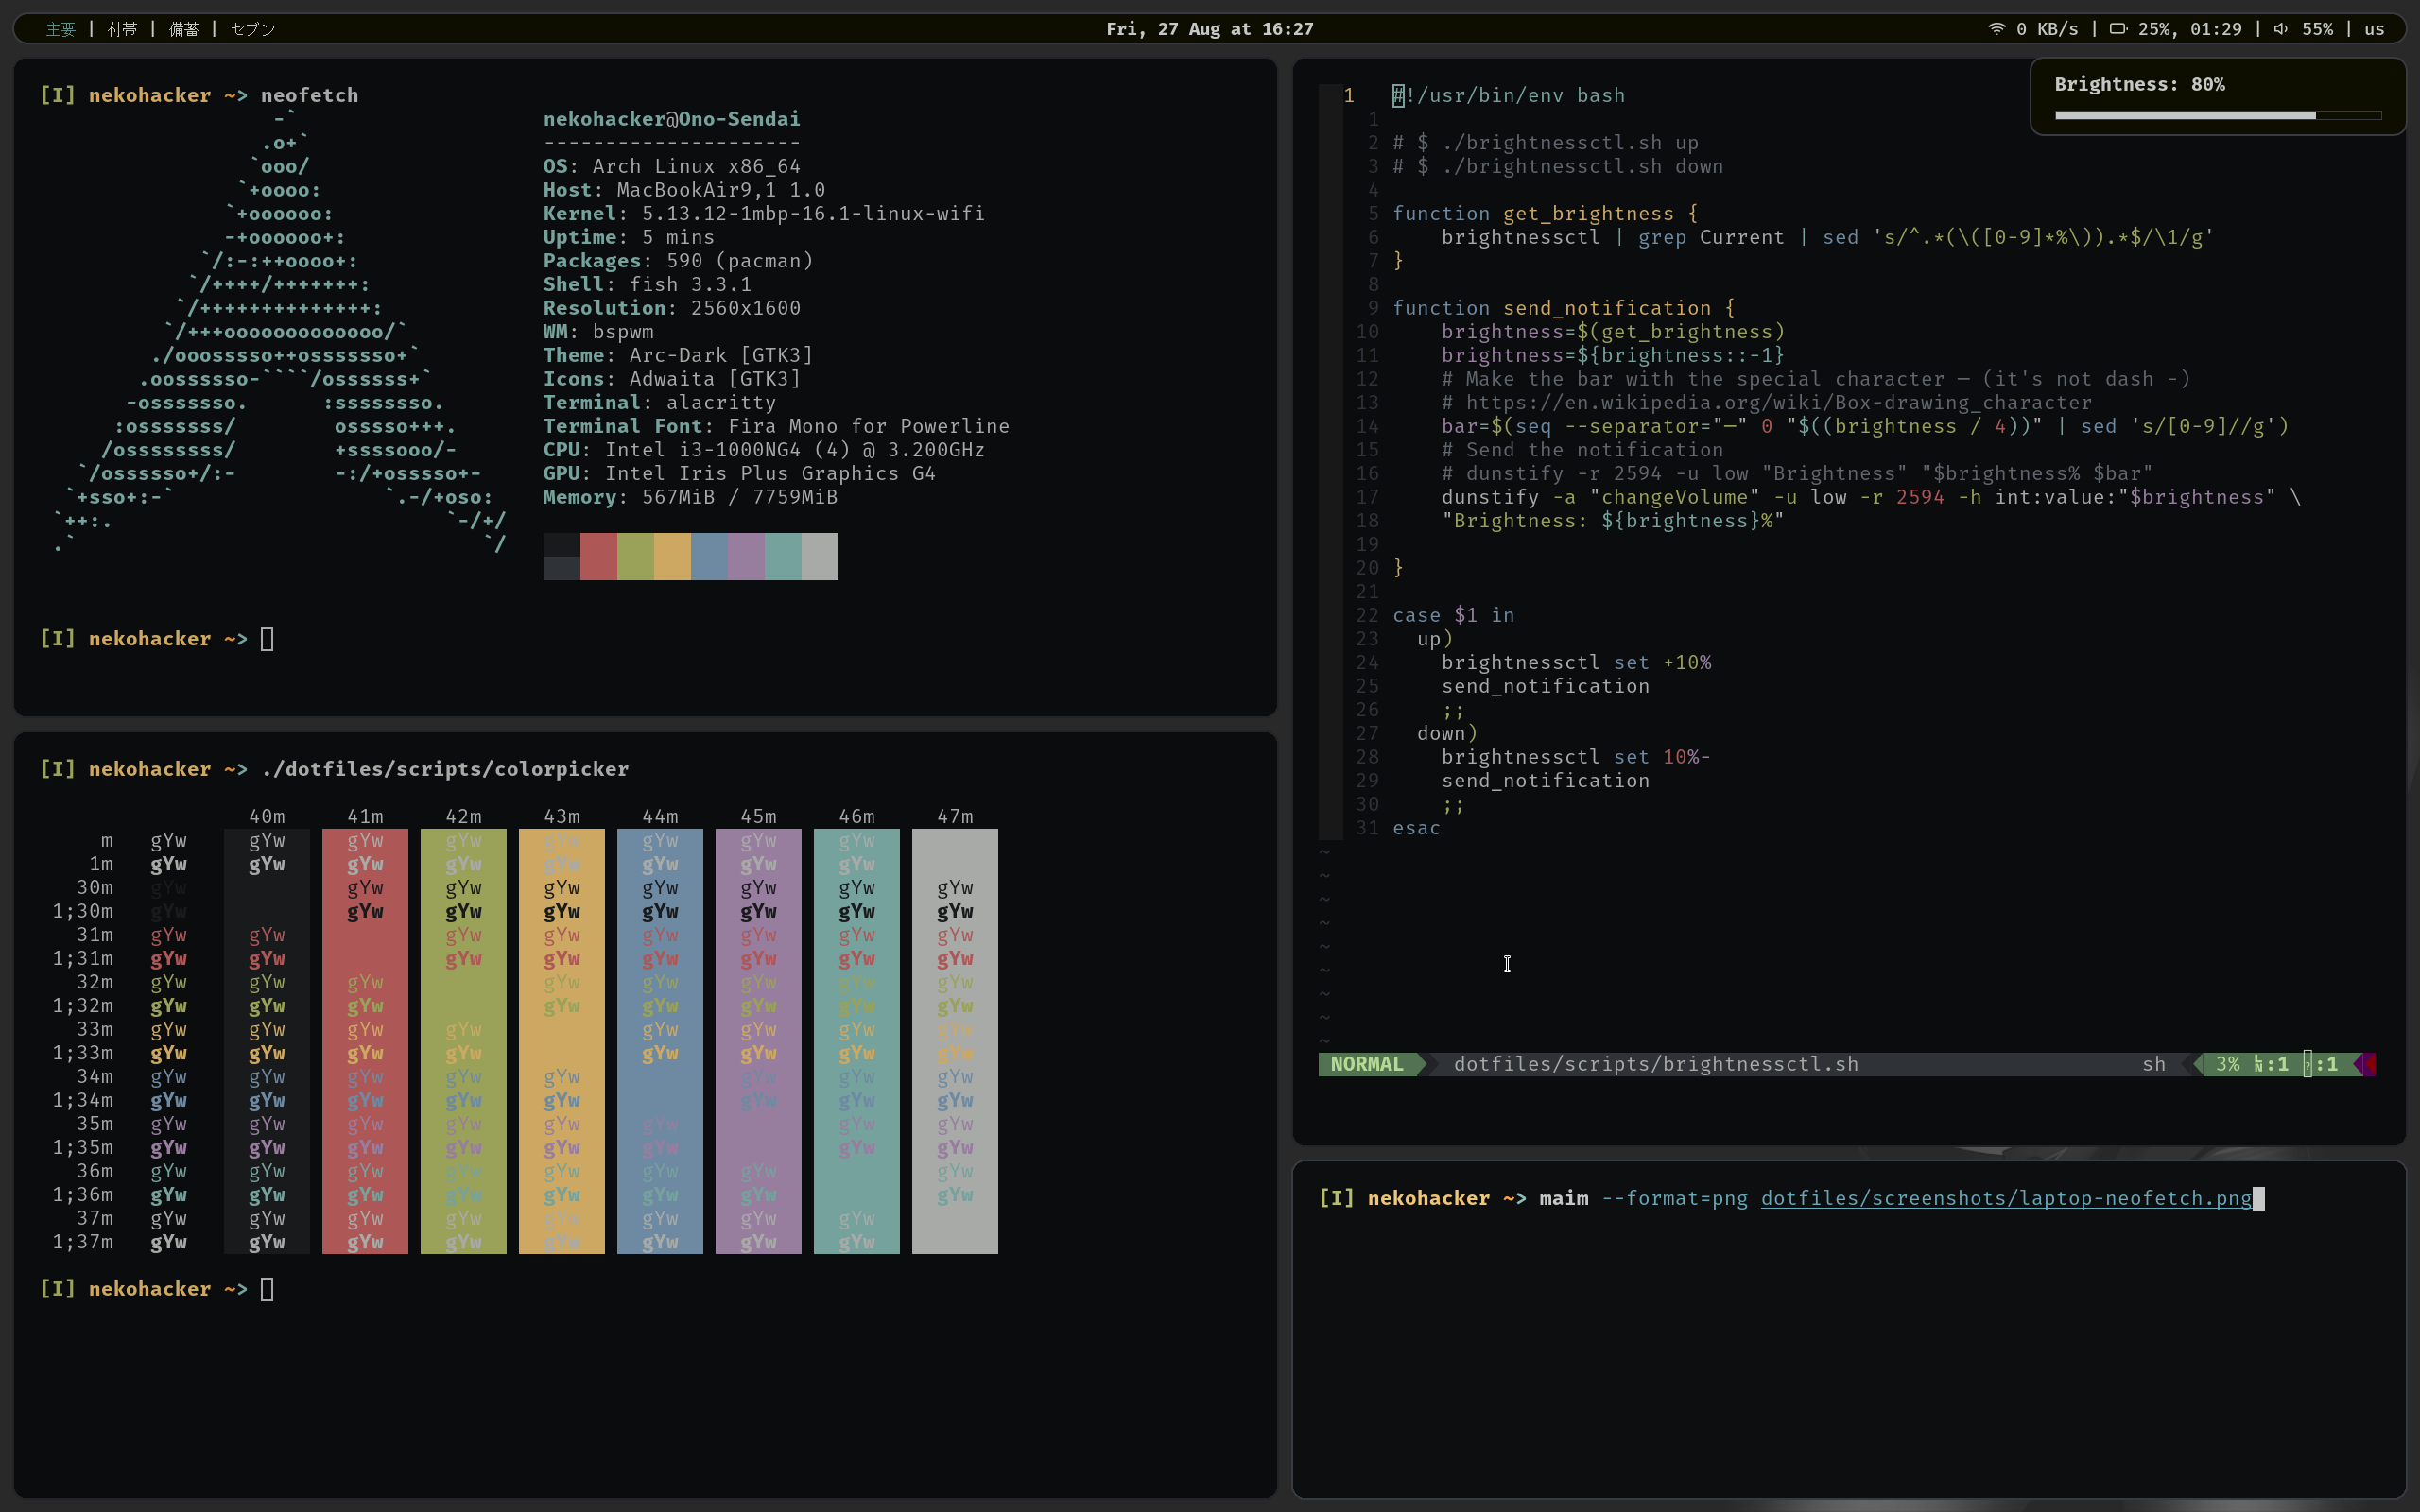 主要 | 付帯 | 備蓄 | セブン
Fri, 27 Aug at 16:27
0 KB/s | 25%, 01:29 | 55% | us
Brightness: 80%
[I] nekohacker ~> neofetch
-`
.o+`
`ooo/
`+oooo:
`+oooooo:
-+oooooo+:
`/:-:++oooo+:
`/++++/+++++++:
`/++++++++++++++:
`/+++ooooooooooooo/`
./ooosssso++osssssso+`
.oossssso-````/ossssss+`
-osssssso.      :ssssssso.
:osssssss/        osssso+++.
/ossssssss/        +ssssooo/-
`/ossssso+/:-        -:/+osssso+-
`+sso+:-`                 `.-/+oso:
`++:.                           `-/+/
.`                                 `/
nekohacker@Ono-Sendai
---------------------
OS: Arch Linux x86_64
Host: MacBookAir9,1 1.0
Kernel: 5.13.12-1mbp-16.1-linux-wifi
Uptime: 5 mins
Packages: 590 (pacman)
Shell: fish 3.3.1
Resolution: 2560x1600
WM: bspwm
Theme: Arc-Dark [GTK3]
Icons: Adwaita [GTK3]
Terminal: alacritty
Terminal Font: Fira Mono for Powerline
CPU: Intel i3-1000NG4 (4) @ 3.200GHz
GPU: Intel Iris Plus Graphics G4
Memory: 567MiB / 7759MiB
[I] nekohacker ~>
[I] nekohacker ~> ./dotfiles/scripts/colorpicker
40m 41m 42m 43m 44m 45m 46m 47m
m gYw gYw gYw gYw gYw gYw gYw gYw
1m gYw gYw gYw gYw gYw gYw gYw gYw
30m gYw gYw gYw gYw gYw gYw gYw gYw
1;30m gYw gYw gYw gYw gYw gYw gYw gYw
31m gYw gYw gYw gYw gYw gYw gYw gYw
1;31m gYw gYw gYw gYw gYw gYw gYw gYw
32m gYw gYw gYw gYw gYw gYw gYw gYw
1;32m gYw gYw gYw gYw gYw gYw gYw gYw
33m gYw gYw gYw gYw gYw gYw gYw gYw
1;33m gYw gYw gYw gYw gYw gYw gYw gYw
34m gYw gYw gYw gYw gYw gYw gYw gYw
1;34m gYw gYw gYw gYw gYw gYw gYw gYw
35m gYw gYw gYw gYw gYw gYw gYw gYw
1;35m gYw gYw gYw gYw gYw gYw gYw gYw
36m gYw gYw gYw gYw gYw gYw gYw gYw
1;36m gYw gYw gYw gYw gYw gYw gYw gYw
37m gYw gYw gYw gYw gYw gYw gYw gYw
1;37m gYw gYw gYw gYw gYw gYw gYw gYw
[I] nekohacker ~>
1 #!/usr/bin/env bash
1
2 # $ ./brightnessctl.sh up
3 # $ ./brightnessctl.sh down
4
5 function get_brightness {
6     brightnessctl | grep Current | sed 's/^.*(\([0-9]*%\)).*$/\1/g'
7 }
8
9 function send_notification {
10     brightness=$(get_brightness)
11     brightness=${brightness::-1}
12     # Make the bar with the special character ─ (it's not dash -)
13     # https://en.wikipedia.org/wiki/Box-drawing_character
14     bar=$(seq --separator="─" 0 "$((brightness / 4))" | sed 's/[0-9]//g')
15     # Send the notification
16     # dunstify -r 2594 -u low "Brightness" "$brightness% $bar"
17     dunstify -a "changeVolume" -u low -r 2594 -h int:value:"$brightness" \
18     "Brightness: ${brightness}%"
19
20 }
21
22 case $1 in
23   up)
24     brightnessctl set +10%
25     send_notification
26     ;;
27   down)
28     brightnessctl set 10%-
29     send_notification
30     ;;
31 esac
~
~
~
~
~
~
~
~
~
NORMAL dotfiles/scripts/brightnessctl.sh sh 3% :1 :1
[I] nekohacker ~> maim --format=png dotfiles/screenshots/laptop-neofetch.png